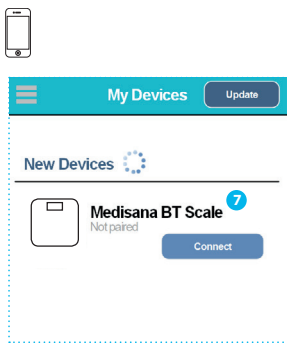 My Devices
Update
New Devices
Medisana BT Scale
7
Not paired
Connect